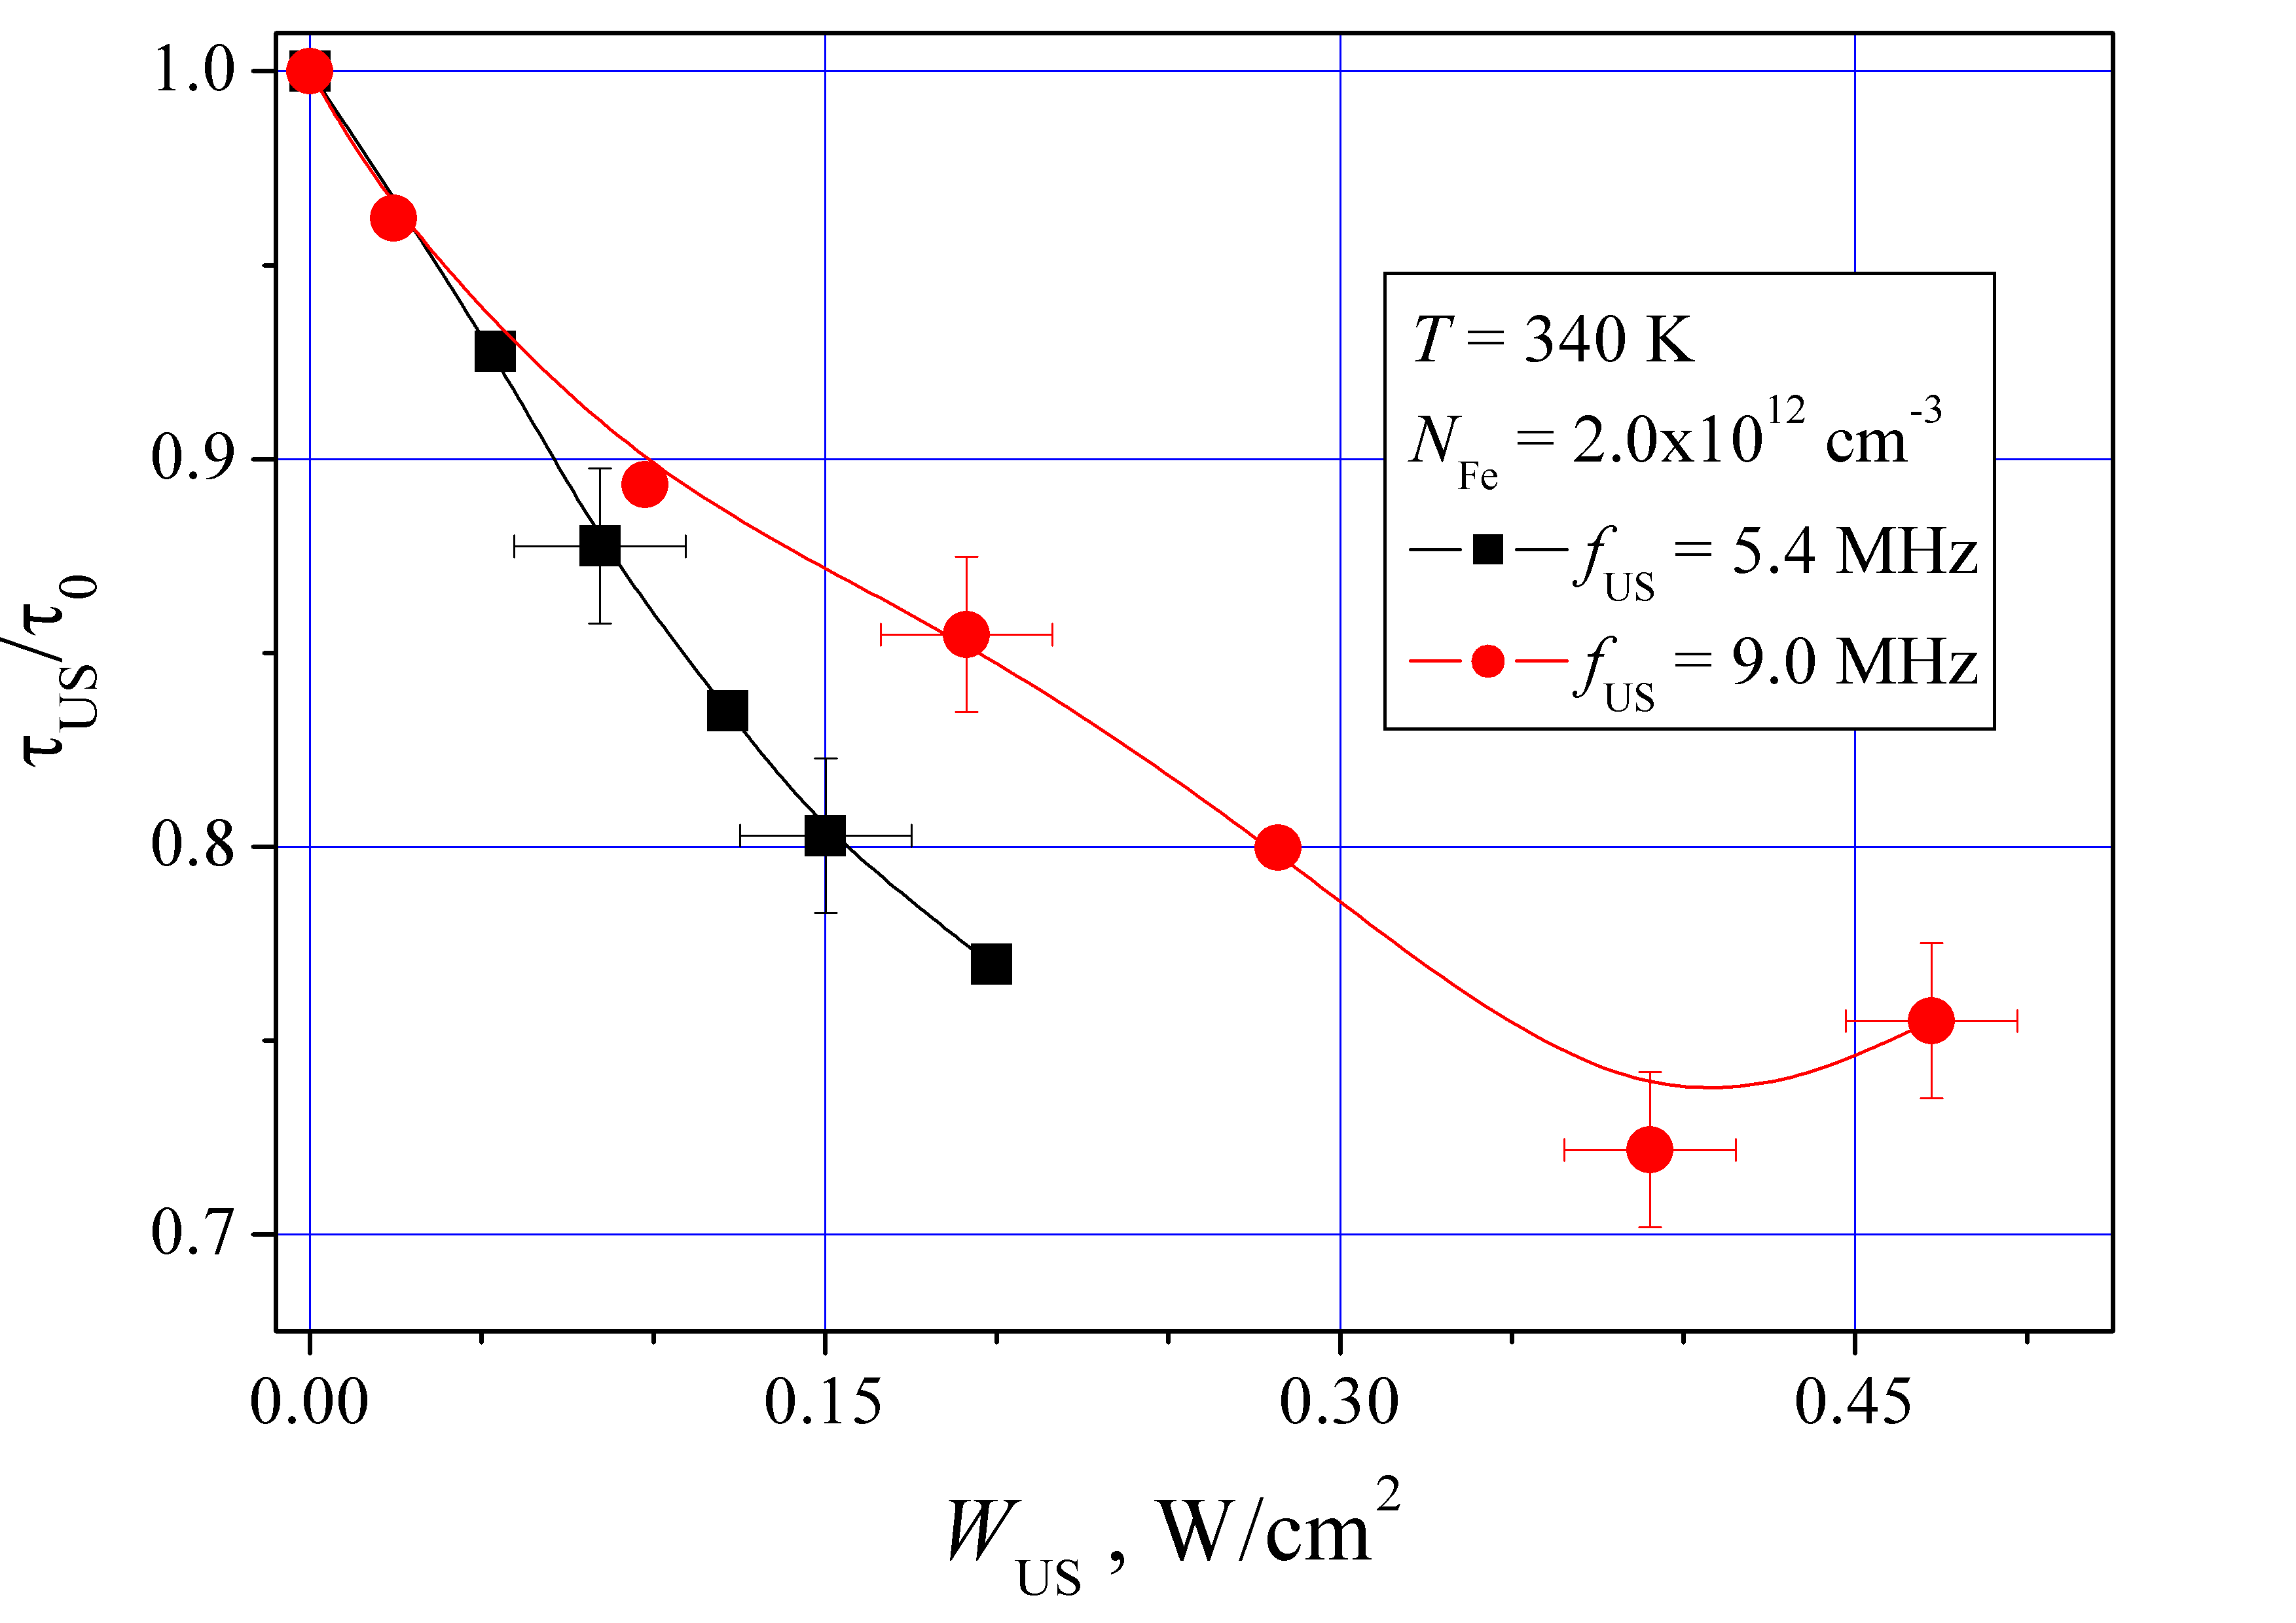 1.0
0.9
0.8
0.7
τUS/τ0
T = 340 K
NFe = 2.0x10^12 cm^-3
fUS = 5.4 MHz
fUS = 9.0 MHz
0.00 0.15 0.30 0.45
WUS , W/cm^2